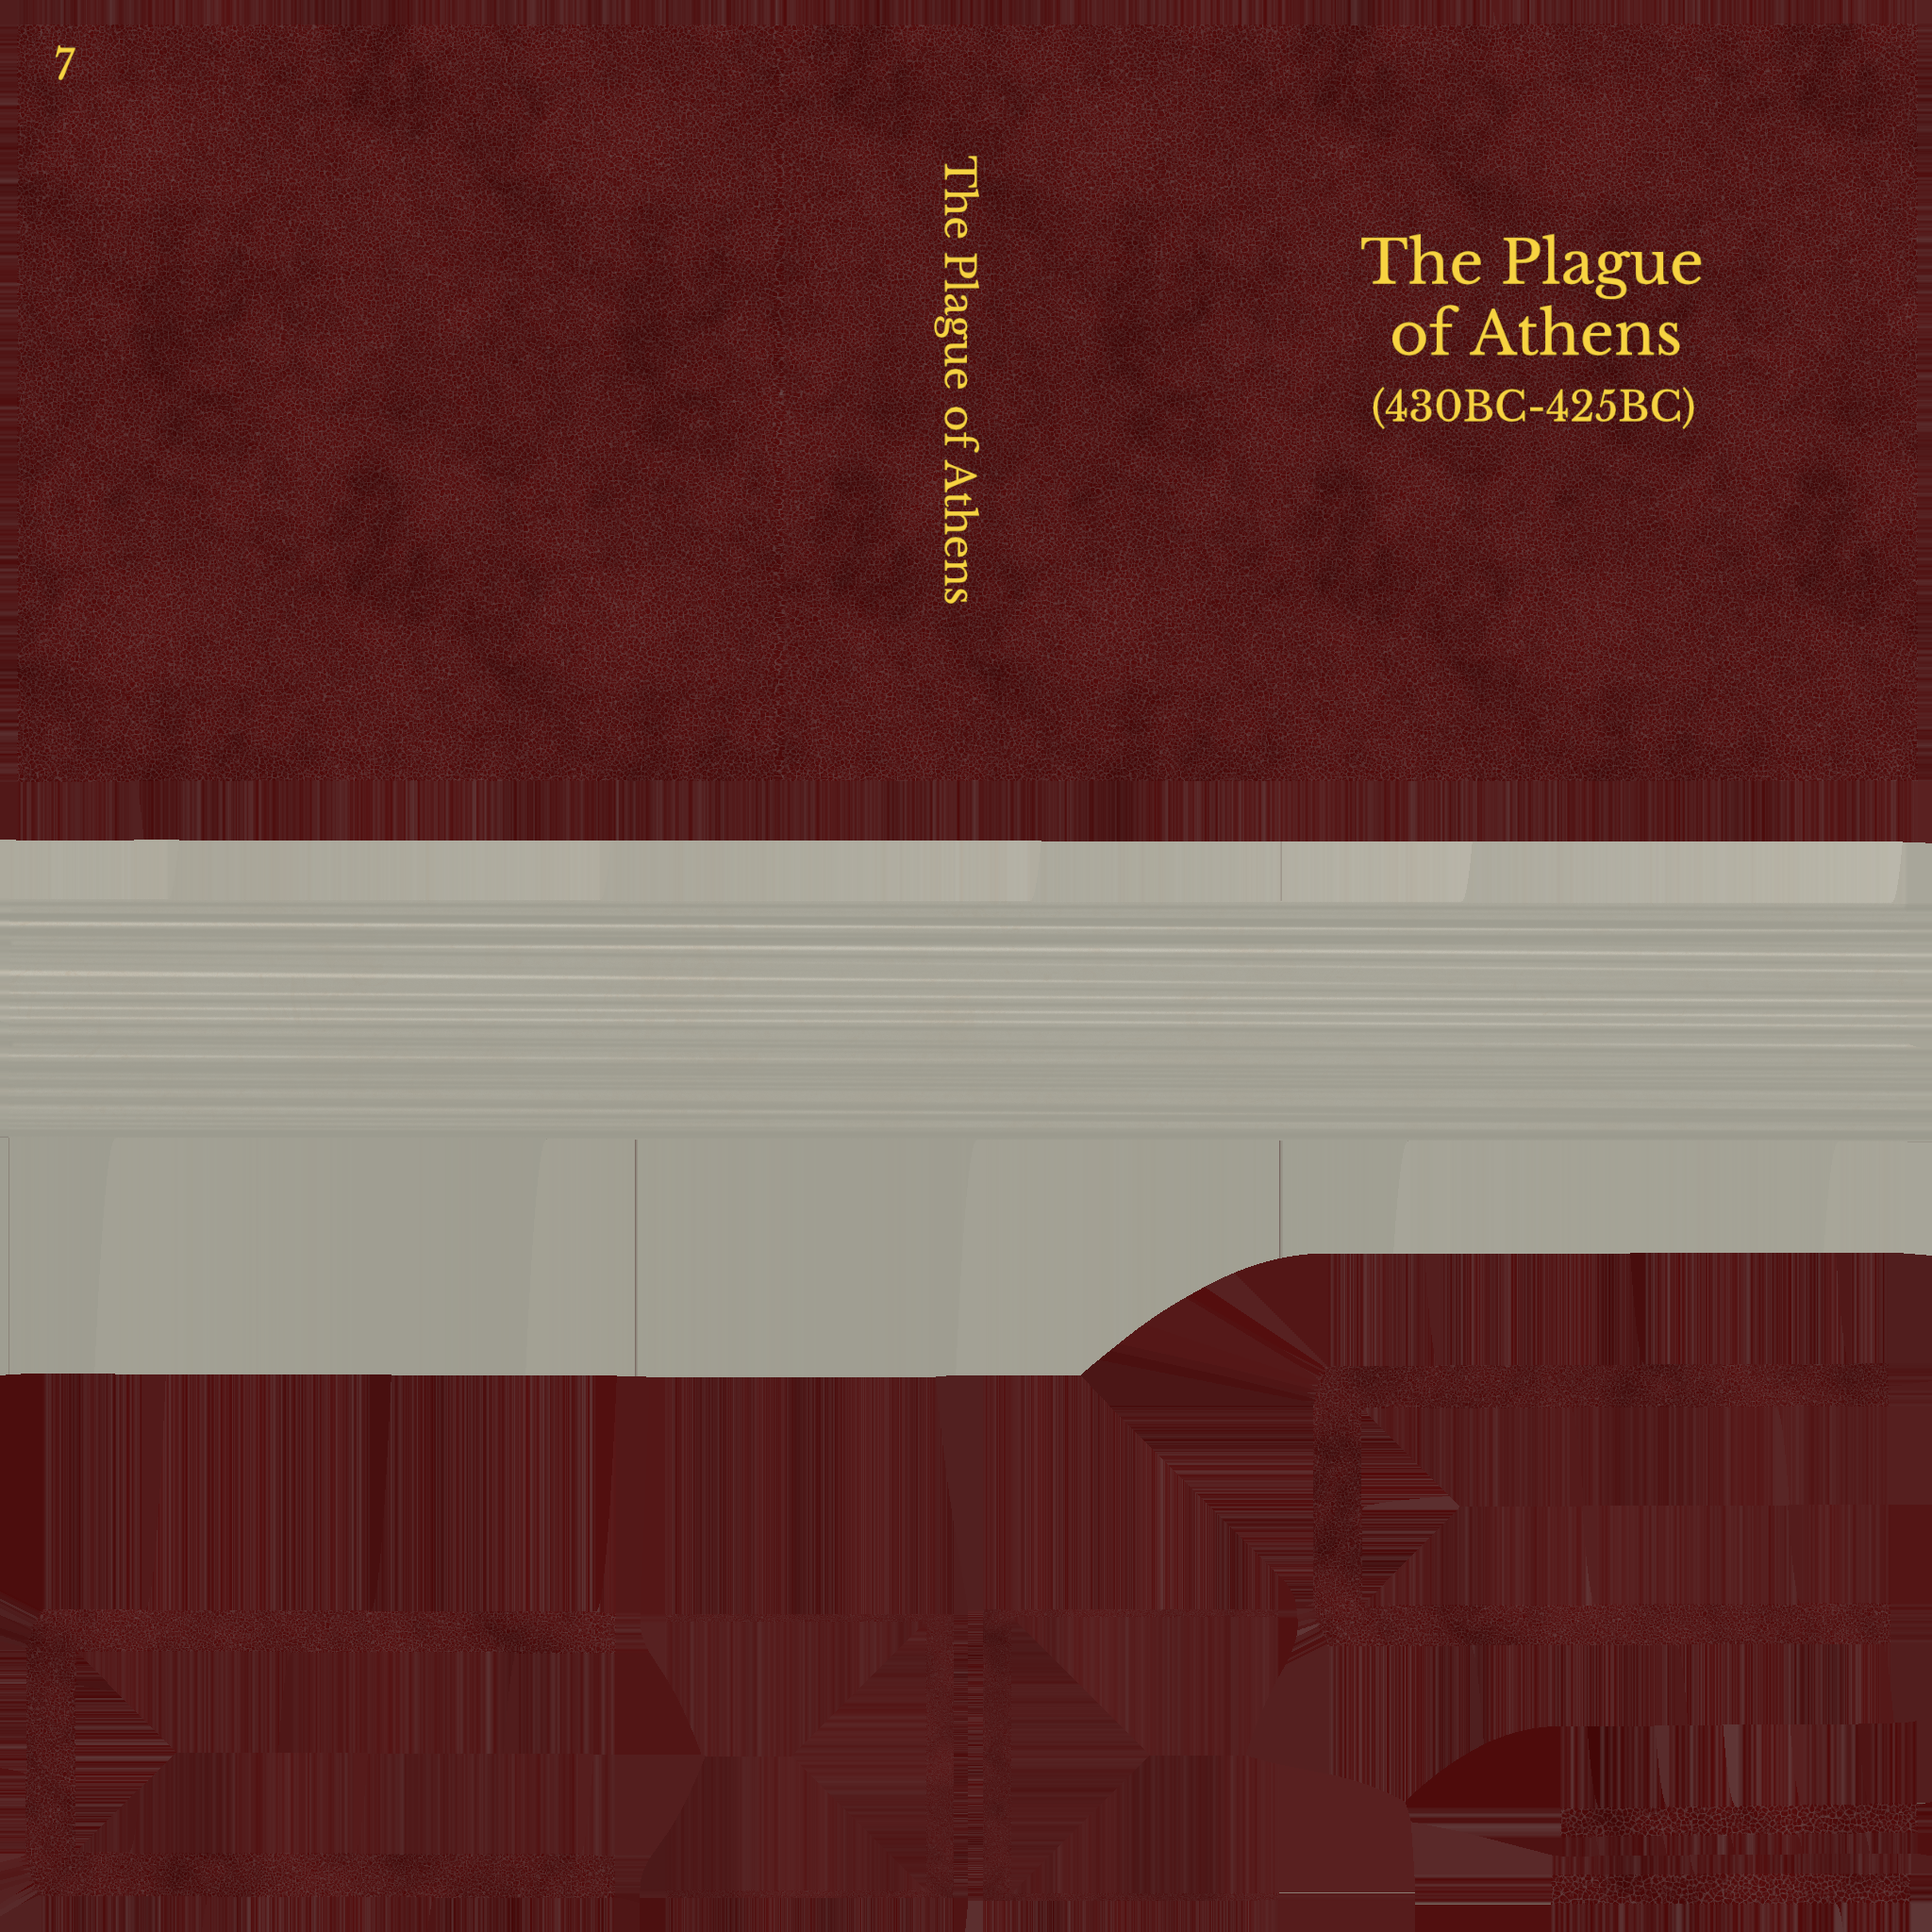 7
The Plague of Athens
The Plague
of Athens
(430BC-425BC)